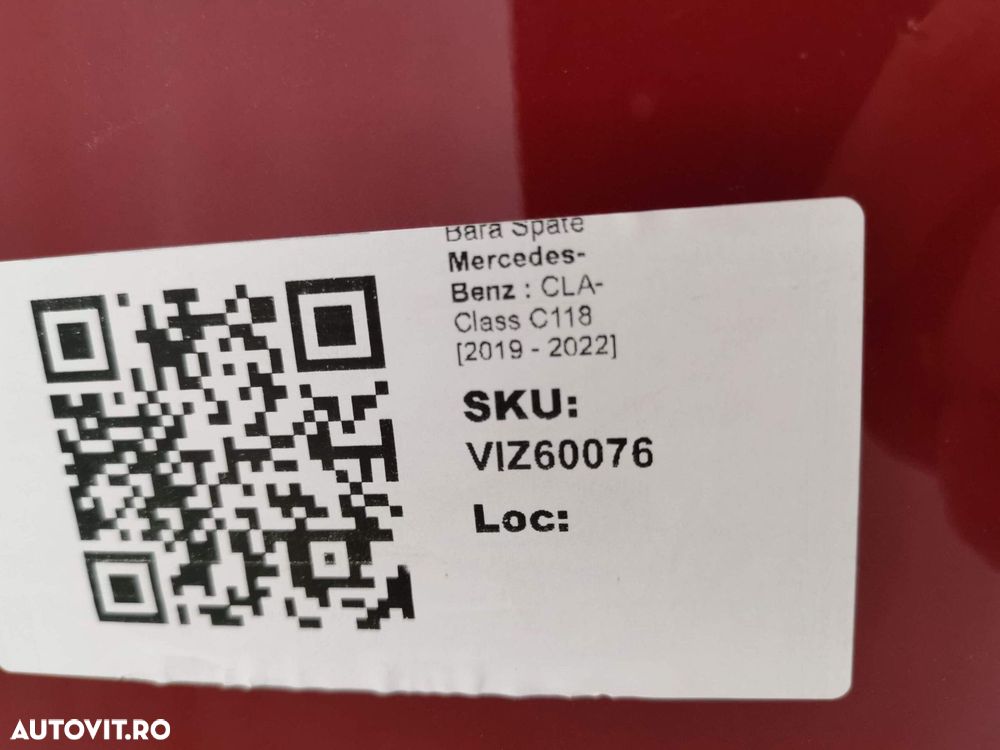 Bara Spate
Mercedes-
Benz : CLA-
Class C118
[2019 - 2022]
SKU:
VIZ60076
Loc:
AUTOVIT.RO